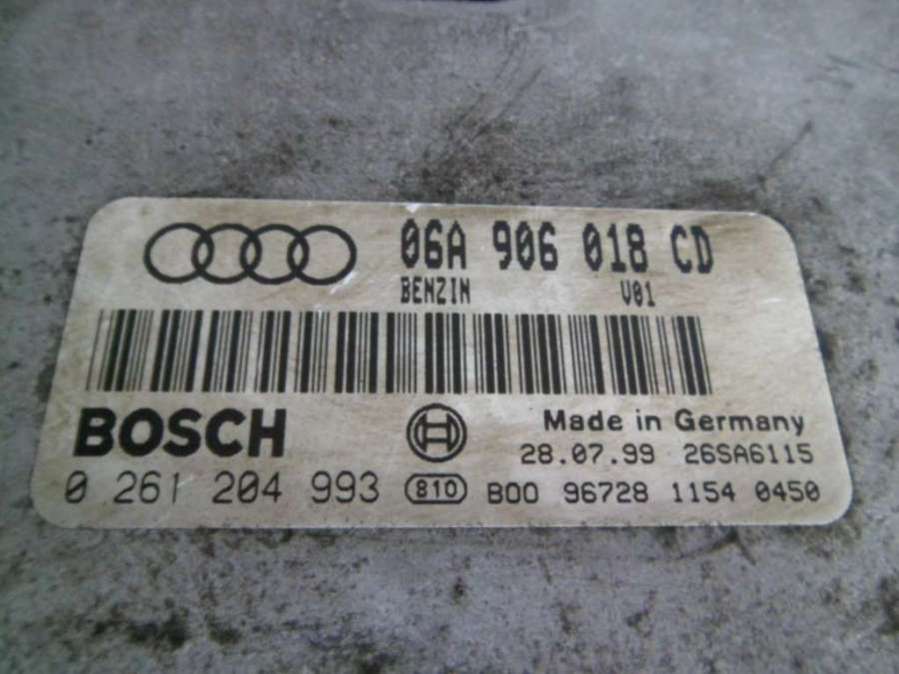 06A 906 018 CD
BENZIN V01
BOSCH
Made in Germany
28.07.99 26SA6115
0 261 204 993 810 B00 96728 1154 0450